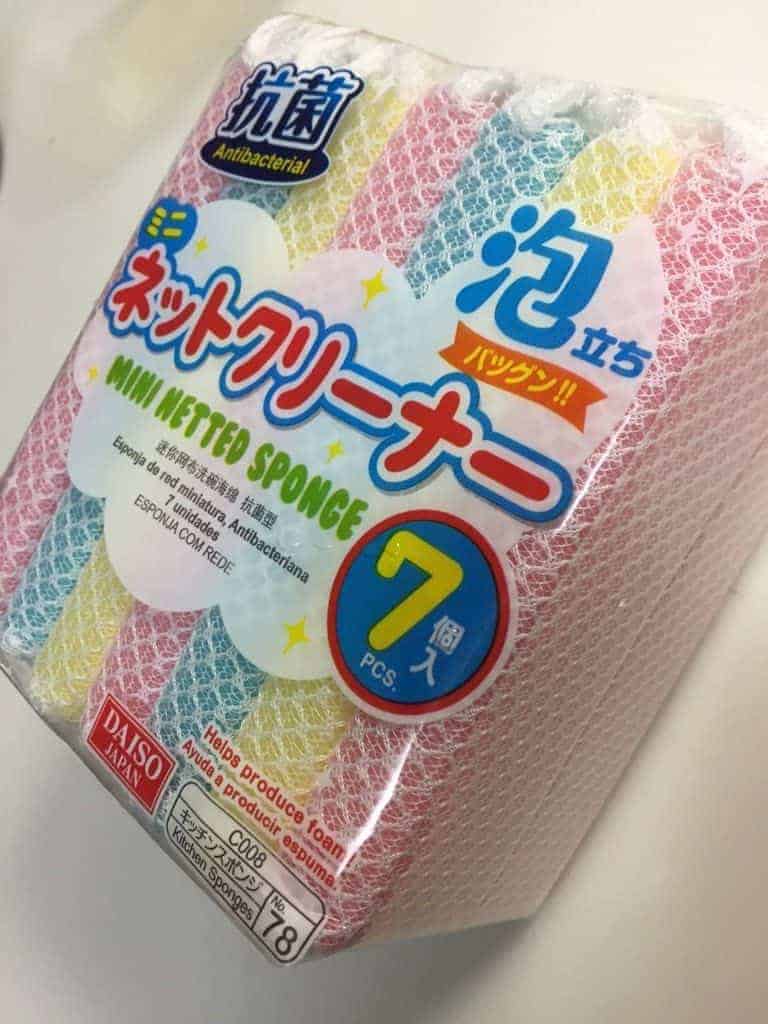 抗菌
Antibacterial
ミニ
ネットクリーナー
泡立ち
バツグン!!
MINI NETTED SPONGE
迷你网布洗碗海绵 抗菌型
Esponja de red miniatura, Antibacteriana
7 unidades
ESPONJA COM REDE
7個入
PCS.
DAISO
JAPAN
Helps produce foam
Ayuda a producir espuma
C008
キッチンスポンジ
Kitchen Sponges
No.
78